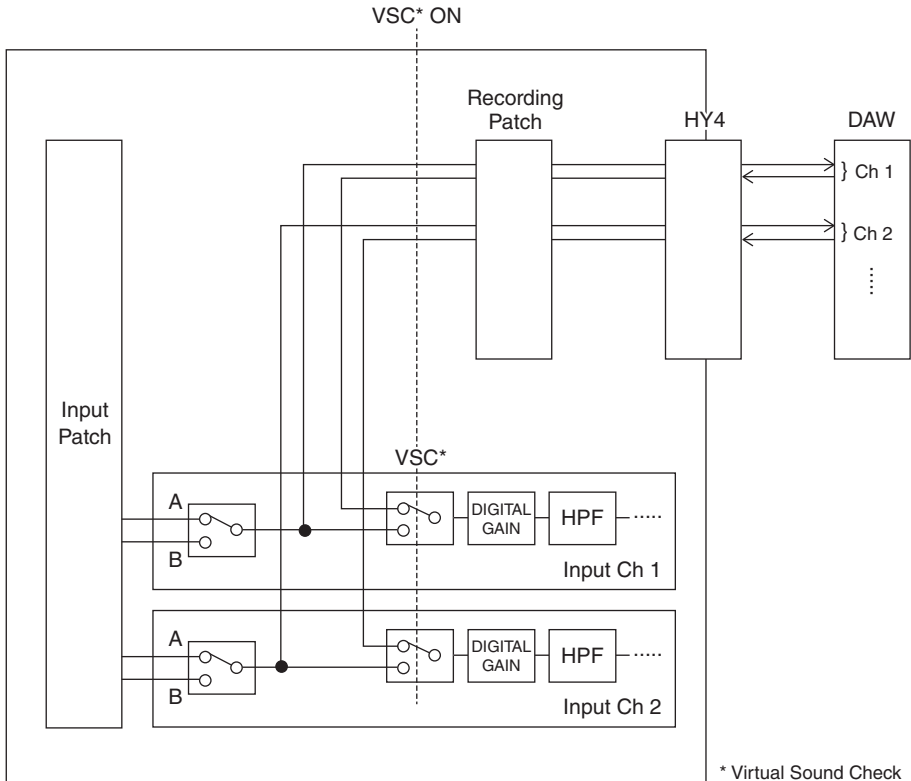 VSC* ON
Recording
Patch
HY4
DAW
} Ch 1
} Ch 2
Input
Patch
VSC*
A
B
DIGITAL
GAIN
HPF
Input Ch 1
A
B
DIGITAL
GAIN
HPF
Input Ch 2
* Virtual Sound Check